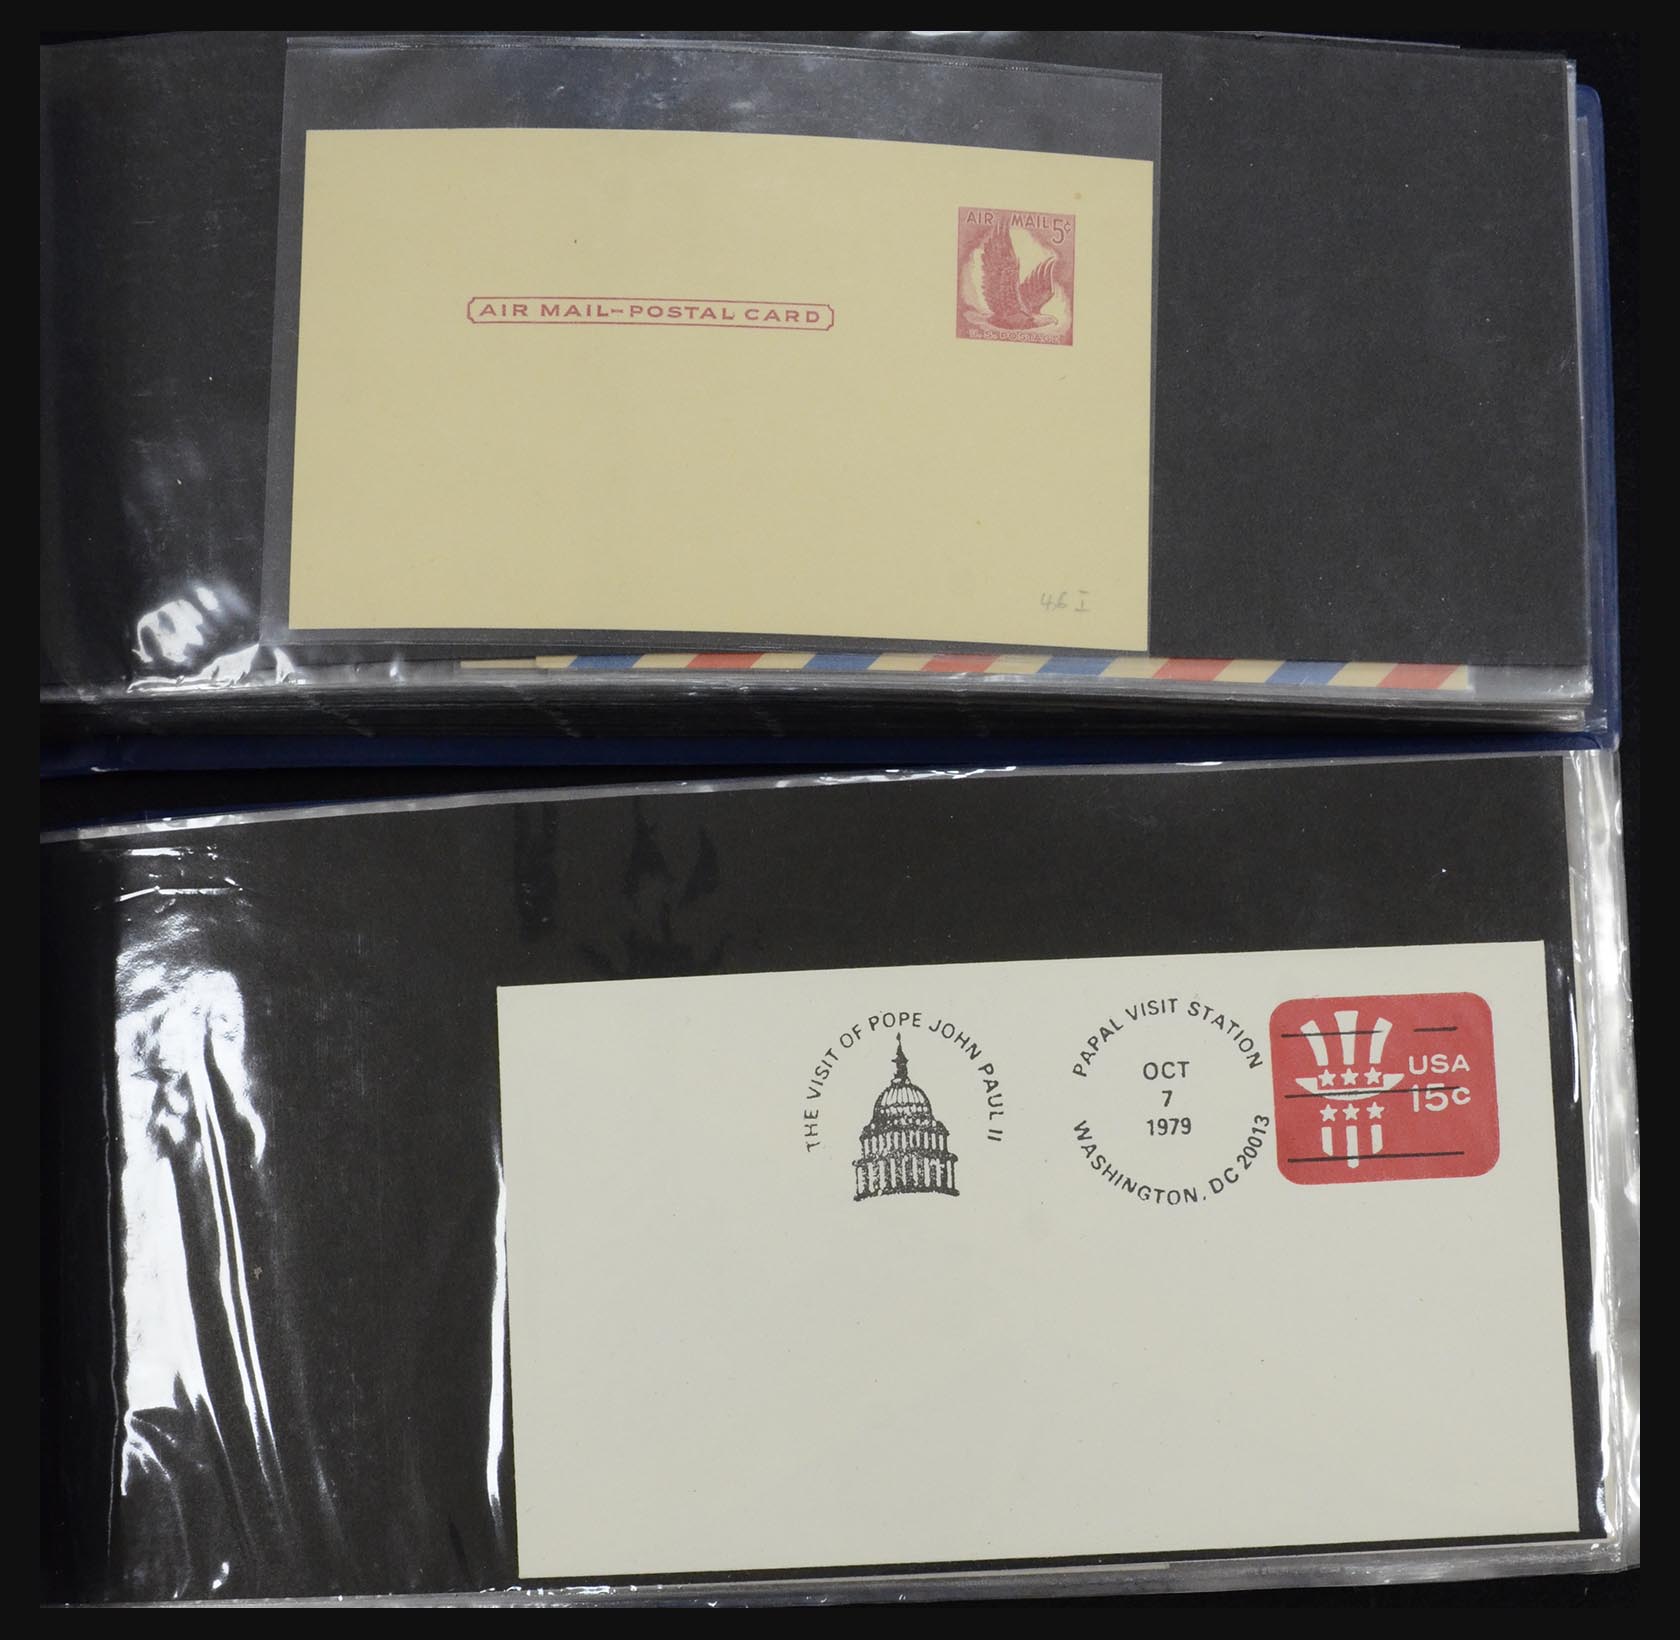 AIR MAIL 5¢
U.S. POSTAGE
AIR MAIL-POSTAL CARD
46 I
THE VISIT OF POPE JOHN PAUL II
PAPAL VISIT STATION
OCT
7
1979
WASHINGTON, DC 20013
USA
15c